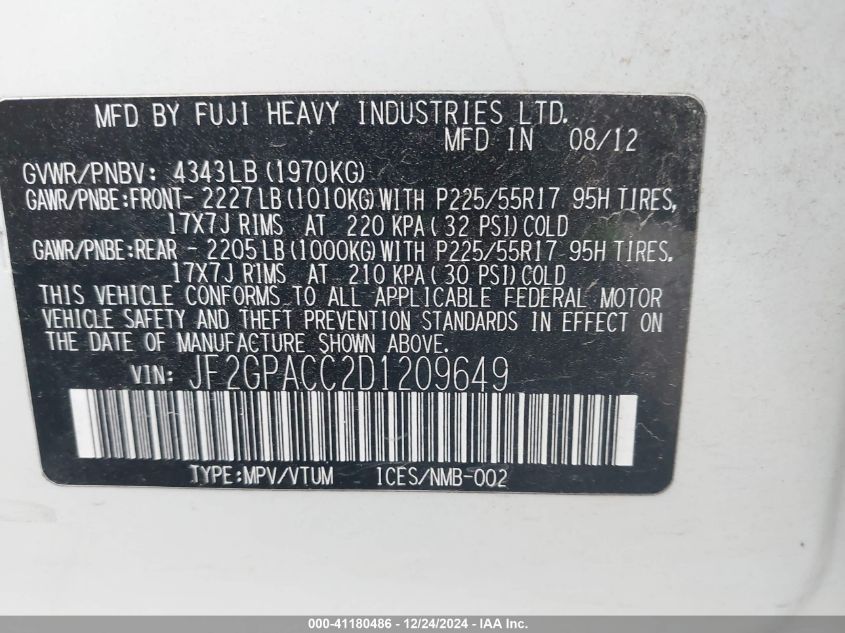 MFD BY FUJI HEAVY INDUSTRIES LTD.
MFD IN 08/12
GVWR/PNBV: 4343LB(1970KG)
GAWR/PNBE:FRONT- 2227LB(1010KG)WITH P225/55R17 95H TIRES,
17X7J RIMS AT 220 KPA(32 PSI)COLD
GAWR/PNBE:REAR - 2205LB(1000KG)WITH P225/55R17 95H TIRES.
17X7J RIMS AT 210 KPA(30 PSI)COLD
THIS VEHICLE CONFORMS TO ALL APPLICABLE FEDERAL MOTOR
VEHICLE SAFETY AND THEFT PREVENTION STANDARDS IN EFFECT ON
THE DATE OF MANUFACTURE SHOWN ABOVE.
VIN: JF2GPACC2D1209649
TYPE:MPV/VTUM 1CES/NMB-002
000-41180486 - 12/24/2024 - IAA Inc.